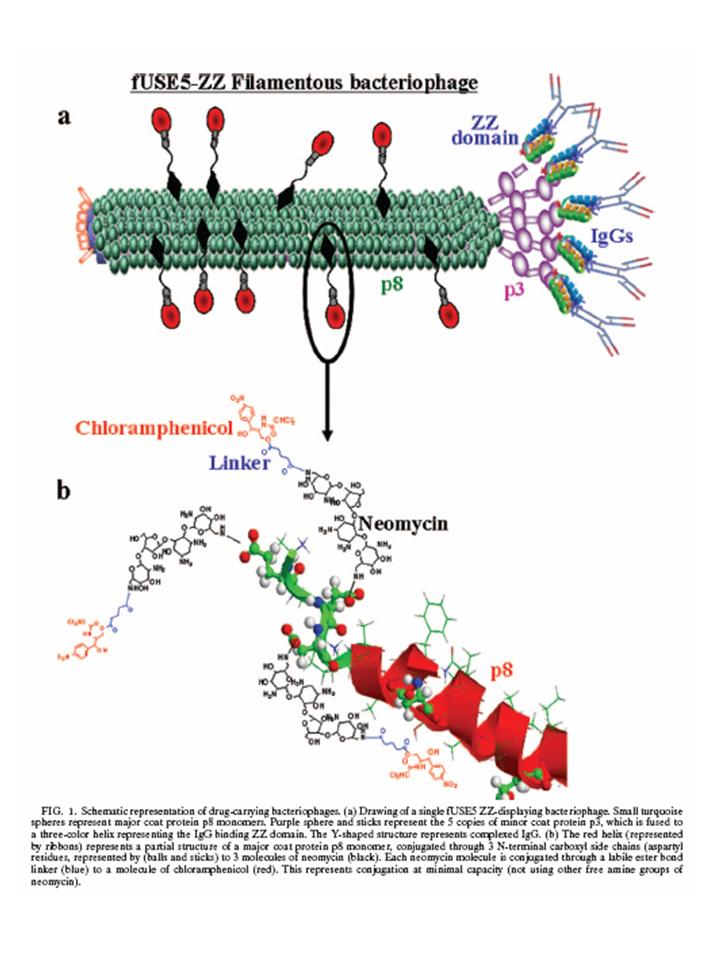 fUSE5-ZZ Filamentous bacteriophage
a
ZZ
domain
IgGs
p8
p3
Chloramphenicol
Linker
b
Neomycin
p8
FIG. 1. Schematic representation of drug-carrying bacteriophages. (a) Drawing of a single fUSE5 ZZ-displaying bacteriophage. Small turquoise
spheres represent major coat protein p8 monomers. Purple sphere and sticks represent the 5 copies of minor coat protein p3, which is fused to
a three-color helix representing the IgG binding ZZ domain. The Y-shaped structure represents complexed IgG. (b) The red helix (represented
by ribbons) represents a partial structure of a major coat protein p8 monomer, conjugated through 3 N-terminal carboxyl side chains (aspartyl
residues, represented by (balls and sticks) to 3 molecules of neomycin (black). Each neomycin molecule is conjugated through a labile ester bond
linker (blue) to a molecule of chloramphenicol (red). This represents conjugation at minimal capacity (not using other free amine groups of
neomycin).